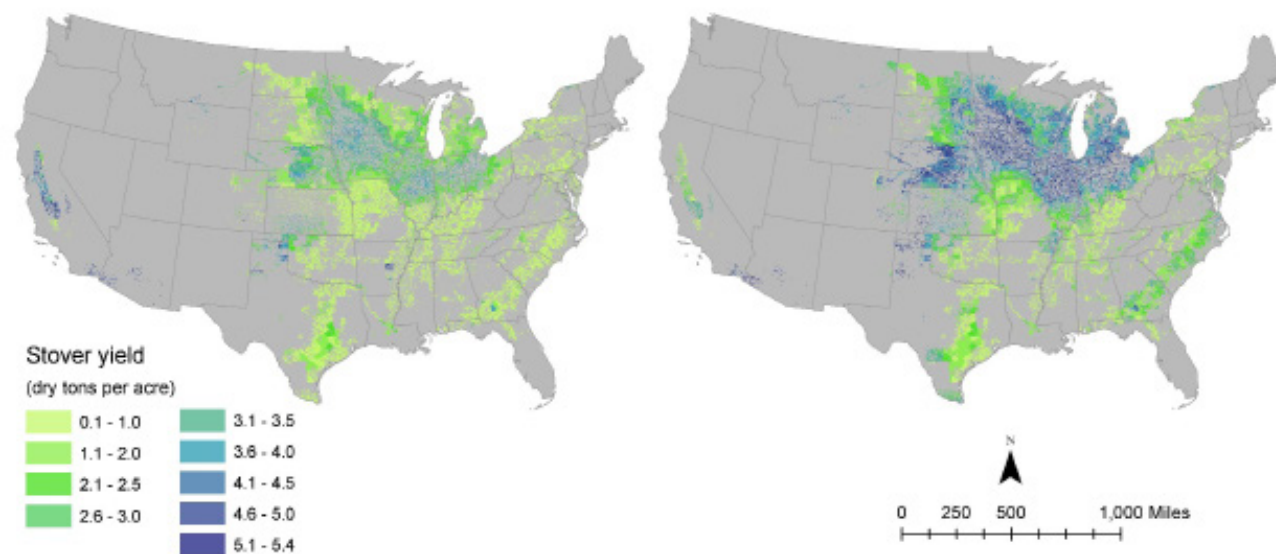 Stover yield
(dry tons per acre)
0.1 - 1.0
1.1 - 2.0
2.1 - 2.5
2.6 - 3.0
3.1 - 3.5
3.6 - 4.0
4.1 - 4.5
4.6 - 5.0
5.1 - 5.4
N
0 250 500 1,000 Miles